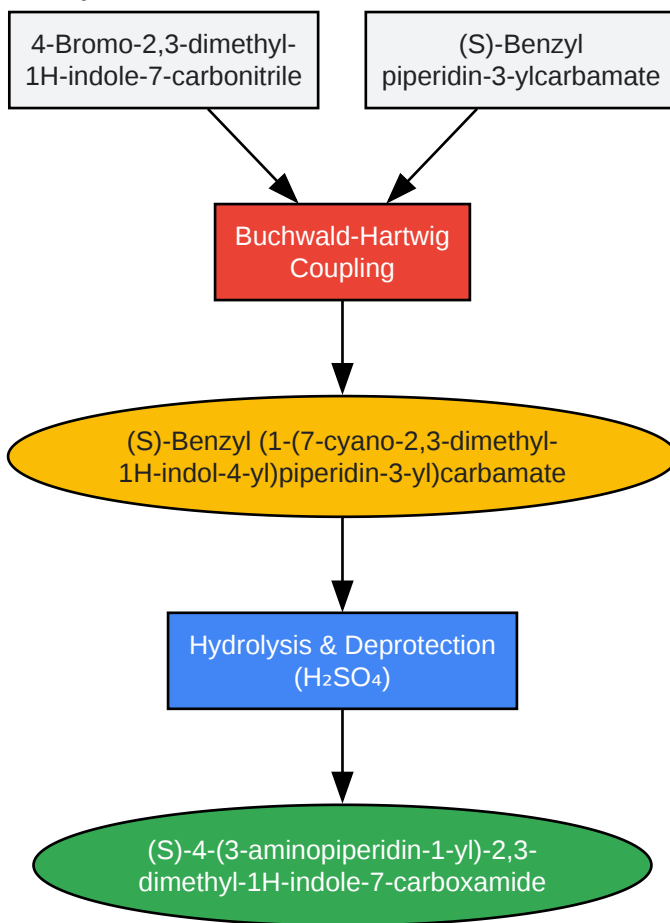 4-Bromo-2,3-dimethyl-
1H-indole-7-carbonitrile
(S)-Benzyl
piperidin-3-ylcarbamate
Buchwald-Hartwig
Coupling
(S)-Benzyl (1-(7-cyano-2,3-dimethyl-
1H-indol-4-yl)piperidin-3-yl)carbamate
Hydrolysis & Deprotection
(H₂SO₄)
(S)-4-(3-aminopiperidin-1-yl)-2,3-
dimethyl-1H-indole-7-carboxamide